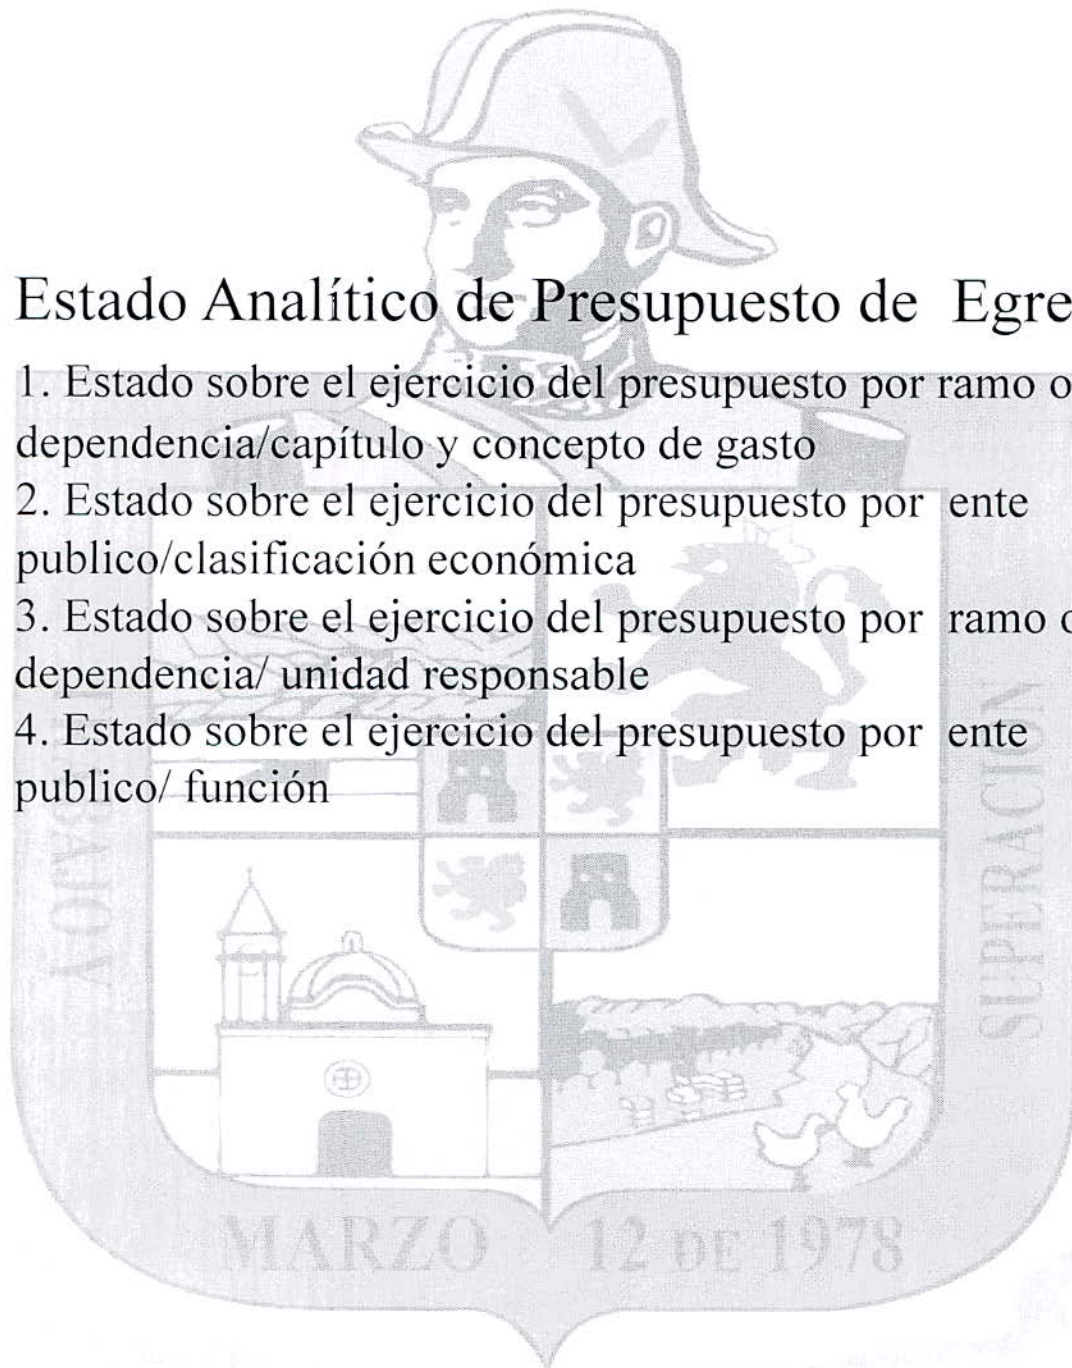 Estado Analítico de Presupuesto de Egre
1. Estado sobre el ejercicio del presupuesto por ramo o
dependencia/capítulo y concepto de gasto
2. Estado sobre el ejercicio del presupuesto por ente
publico/clasificación económica
3. Estado sobre el ejercicio del presupuesto por ramo o
dependencia/ unidad responsable
4. Estado sobre el ejercicio del presupuesto por ente
publico/ función
SUPERACION
MARZO 12 DE 1978